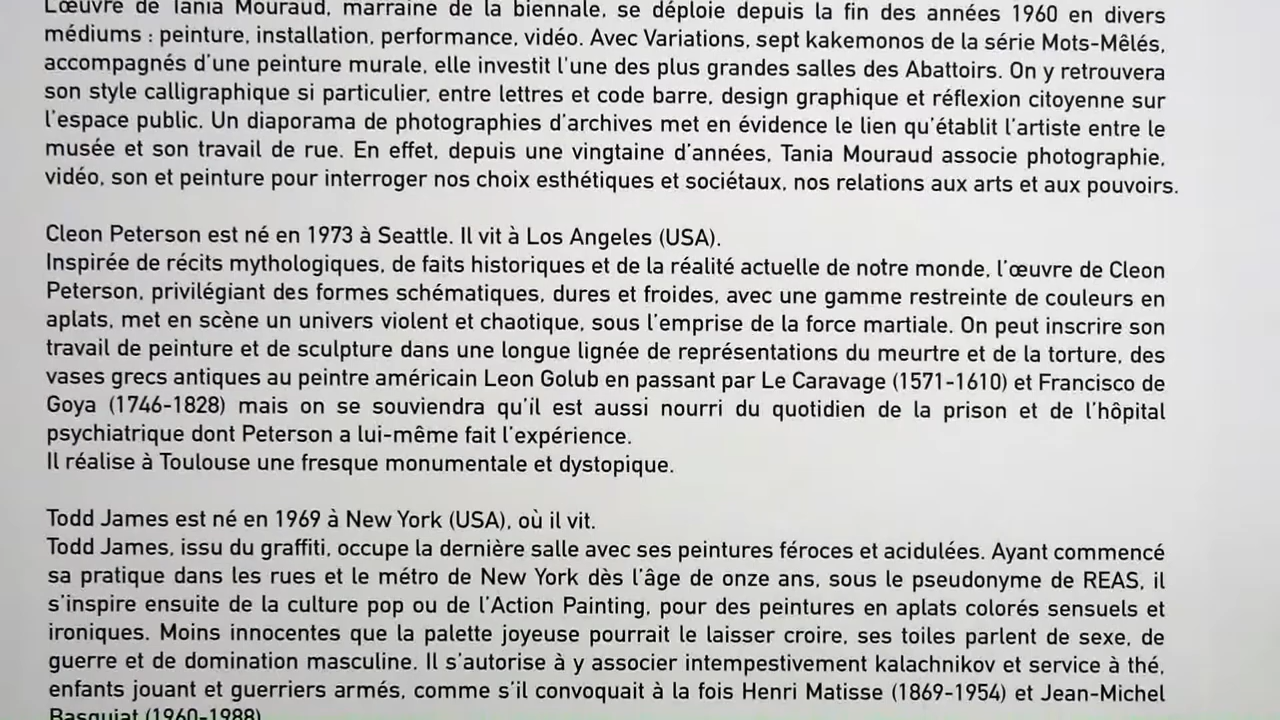 L'œuvre de Tania Mouraud, marraine de la biennale, se déploie depuis la fin des années 1960 en divers
médiums : peinture, installation, performance, vidéo. Avec Variations, sept kakemonos de la série Mots-Mêlés,
accompagnés d'une peinture murale, elle investit l'une des plus grandes salles des Abattoirs. On y retrouvera
son style calligraphique si particulier, entre lettres et code barre, design graphique et réflexion citoyenne sur
l'espace public. Un diaporama de photographies d'archives met en évidence le lien qu'établit l'artiste entre le
musée et son travail de rue. En effet, depuis une vingtaine d'années, Tania Mouraud associe photographie,
vidéo, son et peinture pour interroger nos choix esthétiques et sociétaux, nos relations aux arts et aux pouvoirs.
Cleon Peterson est né en 1973 à Seattle. Il vit à Los Angeles (USA).
Inspirée de récits mythologiques, de faits historiques et de la réalité actuelle de notre monde, l'œuvre de Cleon
Peterson, privilégiant des formes schématiques, dures et froides, avec une gamme restreinte de couleurs en
aplats, met en scène un univers violent et chaotique, sous l'emprise de la force martiale. On peut inscrire son
travail de peinture et de sculpture dans une longue lignée de représentations du meurtre et de la torture, des
vases grecs antiques au peintre américain Leon Golub en passant par Le Caravage (1571-1610) et Francisco de
Goya (1746-1828) mais on se souviendra qu'il est aussi nourri du quotidien de la prison et de l'hôpital
psychiatrique dont Peterson a lui-même fait l'expérience.
Il réalise à Toulouse une fresque monumentale et dystopique.
Todd James est né en 1969 à New York (USA), où il vit.
Todd James, issu du graffiti, occupe la dernière salle avec ses peintures féroces et acidulées. Ayant commencé
sa pratique dans les rues et le métro de New York dès l'âge de onze ans, sous le pseudonyme de REAS, il
s'inspire ensuite de la culture pop ou de l'Action Painting, pour des peintures en aplats colorés sensuels et
ironiques. Moins innocentes que la palette joyeuse pourrait le laisser croire, ses toiles parlent de sexe, de
guerre et de domination masculine. Il s'autorise à y associer intempestivement kalachnikov et service à thé,
enfants jouant et guerriers armés, comme s'il convoquait à la fois Henri Matisse (1869-1954) et Jean-Michel
Basquiat (1960-1988)